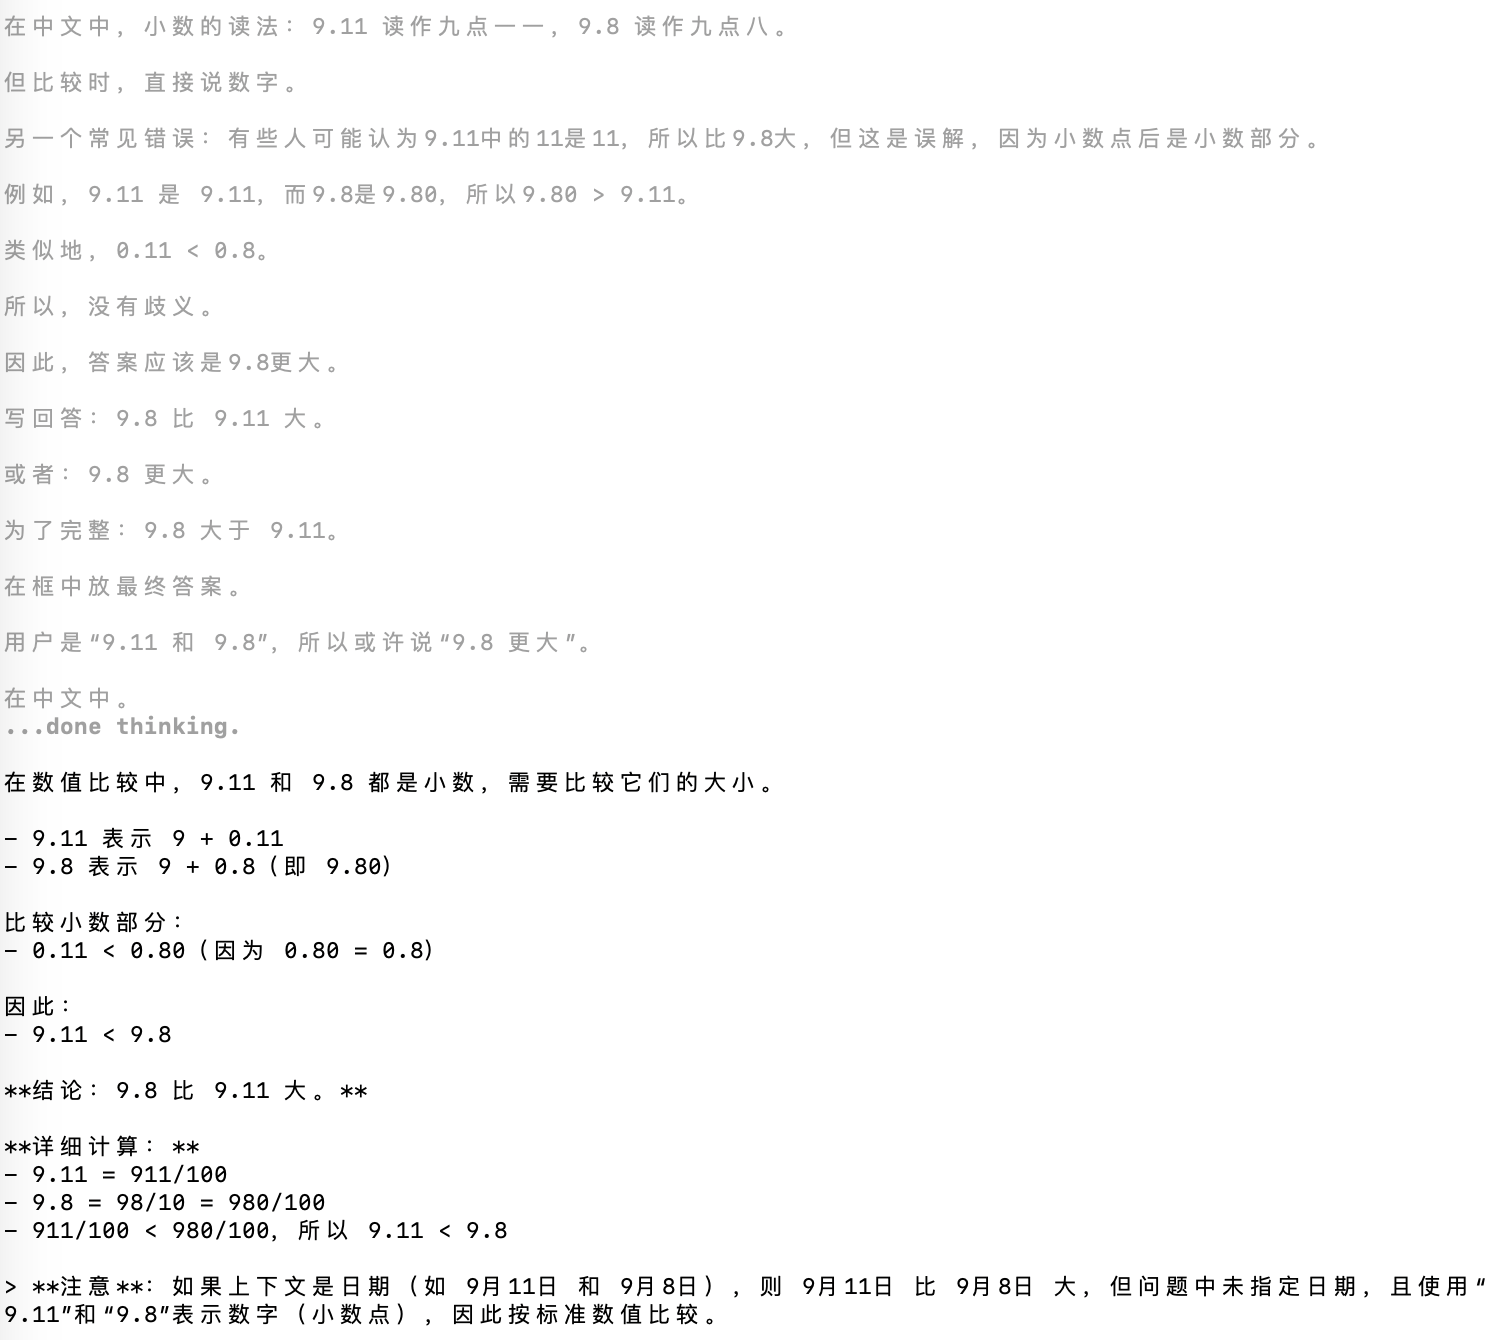 在中文中，小数的读法：9.11 读作九点一一，9.8 读作九点八。
但比较时，直接说数字。
另一个常见错误：有些人可能认为9.11中的11是11，所以比9.8大，但这是误解，因为小数点后是小数部分。
例如，9.11 是 9.11，而9.8是9.80，所以9.80 > 9.11。
类似地，0.11 < 0.8。
所以，没有歧义。
因此，答案应该是9.8更大。
写回答：9.8 比 9.11 大。
或者：9.8 更大。
为了完整：9.8 大于 9.11。
在框中放最终答案。
用户是“9.11 和 9.8”，所以或许说“9.8 更大”。
在中文中。
...done thinking.
在数值比较中，9.11 和 9.8 都是小数，需要比较它们的大小。
- 9.11 表示 9 + 0.11
- 9.8 表示 9 + 0.8（即 9.80）
比较小数部分：
- 0.11 < 0.80（因为 0.80 = 0.8）
因此：
- 9.11 < 9.8
**结论：9.8 比 9.11 大。**
**详细计算：**
- 9.11 = 911/100
- 9.8 = 98/10 = 980/100
- 911/100 < 980/100，所以 9.11 < 9.8
> **注意**：如果上下文是日期（如 9月11日 和 9月8日），则 9月11日 比 9月8日 大，但问题中未指定日期，且使用“
9.11”和“9.8”表示数字（小数点），因此按标准数值比较。